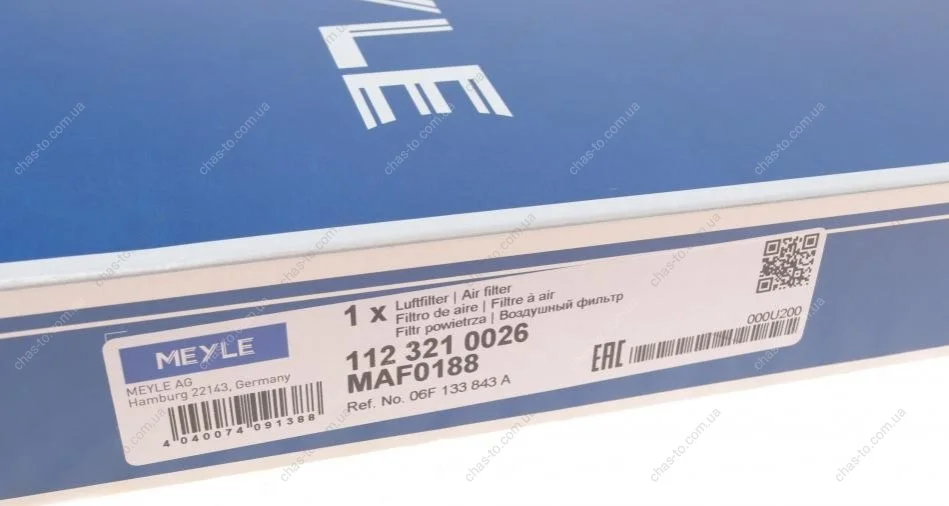 YLE
1 x
Luftfilter | Air filter
Filtro de aire | Filtre à air
Filtr powietrza | Воздушный фильтр
MEYLE
MEYLE AG
Hamburg 22143, Germany
4 040074 091388
112 321 0026
MAF0188
Ref. No. 06F 133 843 A
EAC
000U200
chas-to.com.ua